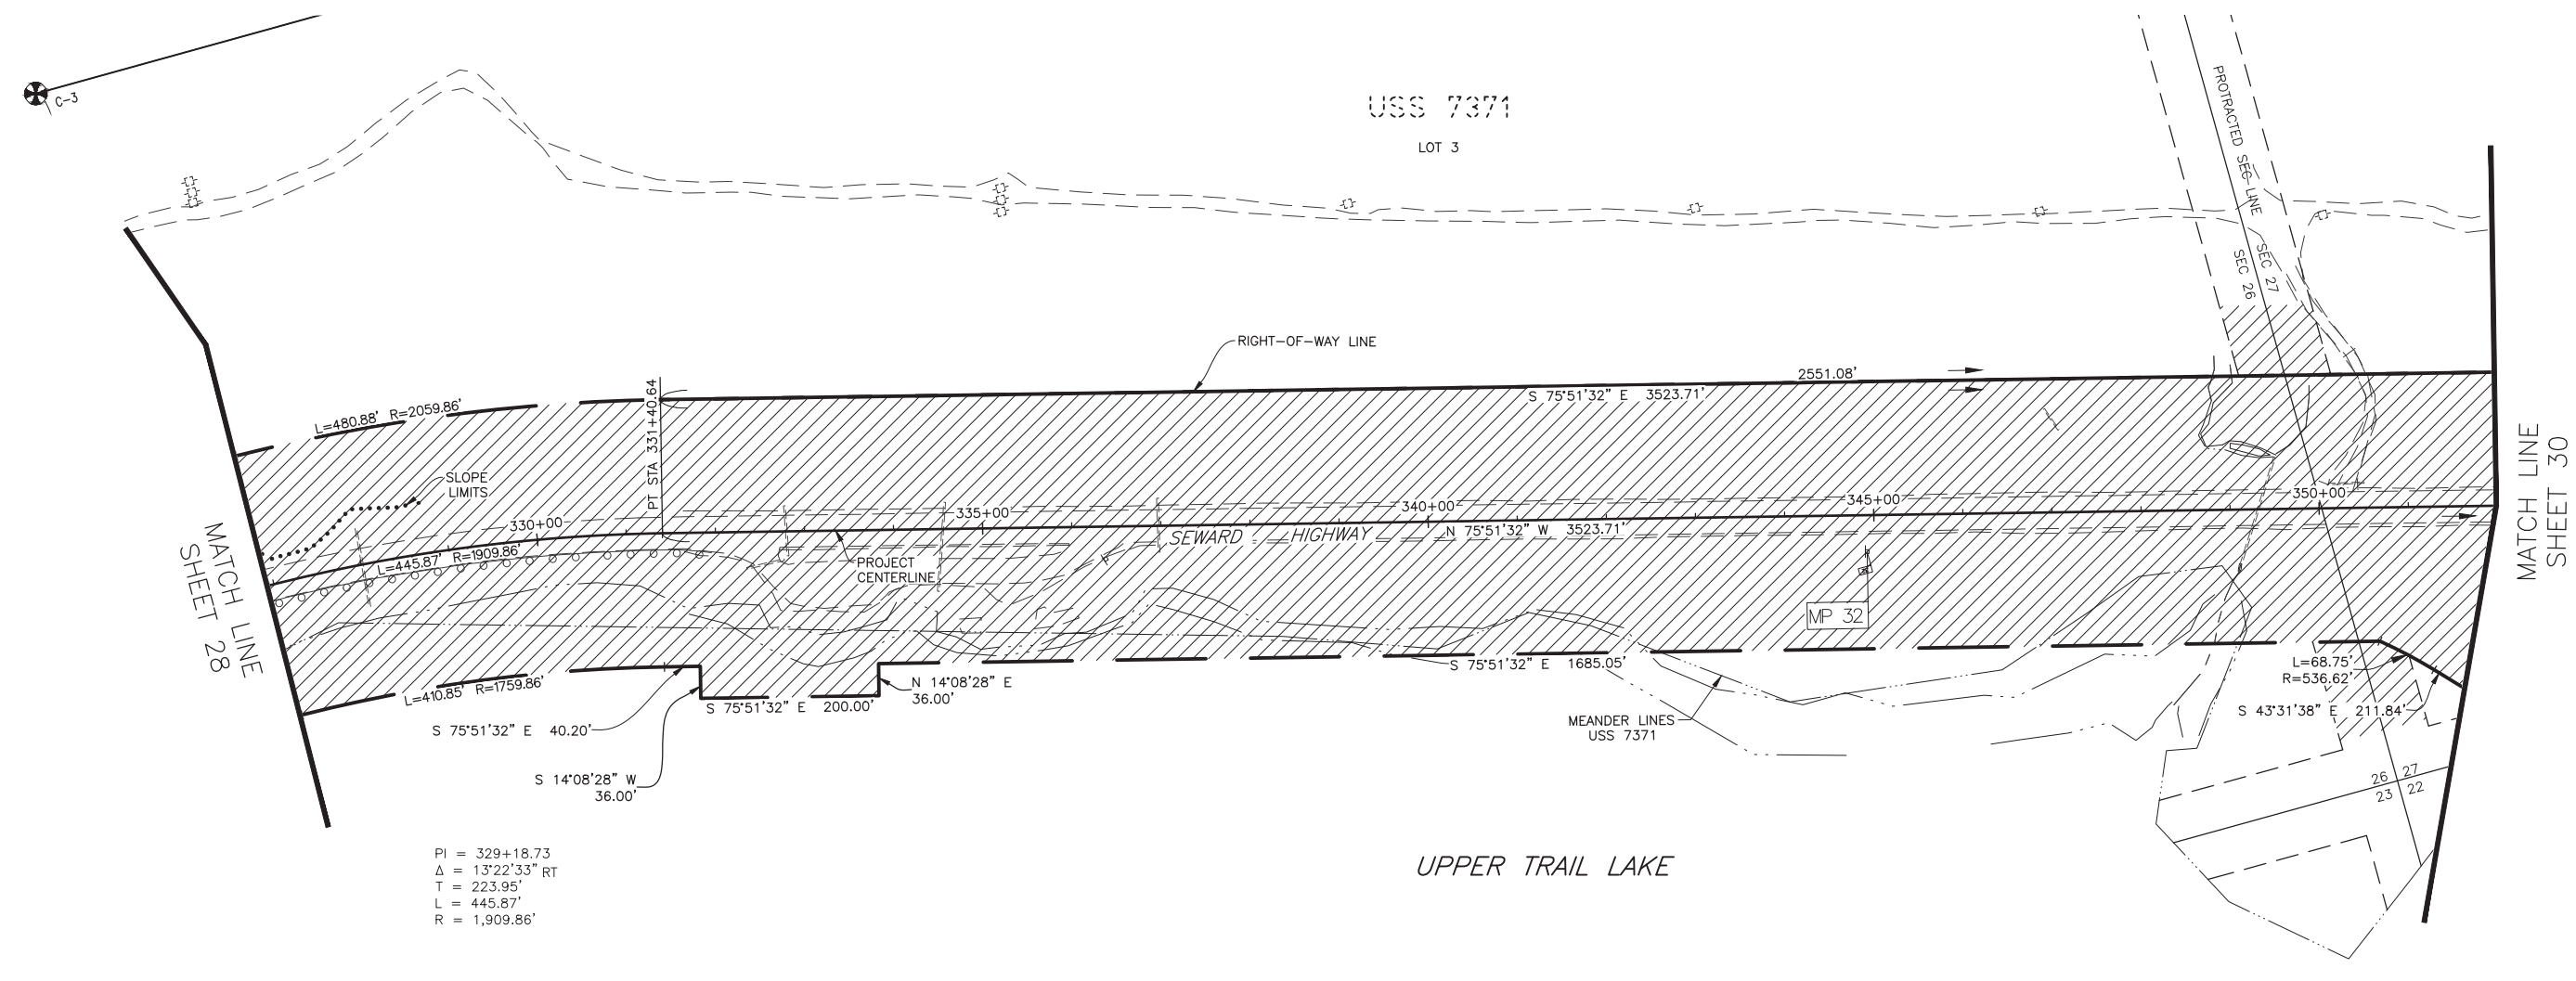 C-3
USS 7371
LOT 3
PROTRACTED SEC LINE
SEC 26
SEC 27
RIGHT-OF-WAY LINE
2551.08'
S 75°51'32" E 3523.71'
L=480.88' R=2059.86'
PT STA 331+40.64
SLOPE
LIMITS
330+00
335+00
340+00
345+00
350+00
L=445.87' R=1909.86'
PROJECT
CENTERLINE
SEWARD HIGHWAY
N 75°51'32" W 3523.71'
MATCH LINE
SHEET 28
MATCH LINE
SHEET 30
MP 32
L=410.85' R=1759.86'
S 75°51'32" E 40.20'
S 14°08'28" W
36.00'
S 75°51'32" E 200.00'
N 14°08'28" E
36.00'
S 75°51'32" E 1685.05'
MEANDER LINES
USS 7371
L=68.75'
R=536.62'
S 43°31'38" E 211.84'
26 27
23 22
UPPER TRAIL LAKE
PI = 329+18.73
Δ = 13°22'33" RT
T = 223.95'
L = 445.87'
R = 1,909.86'